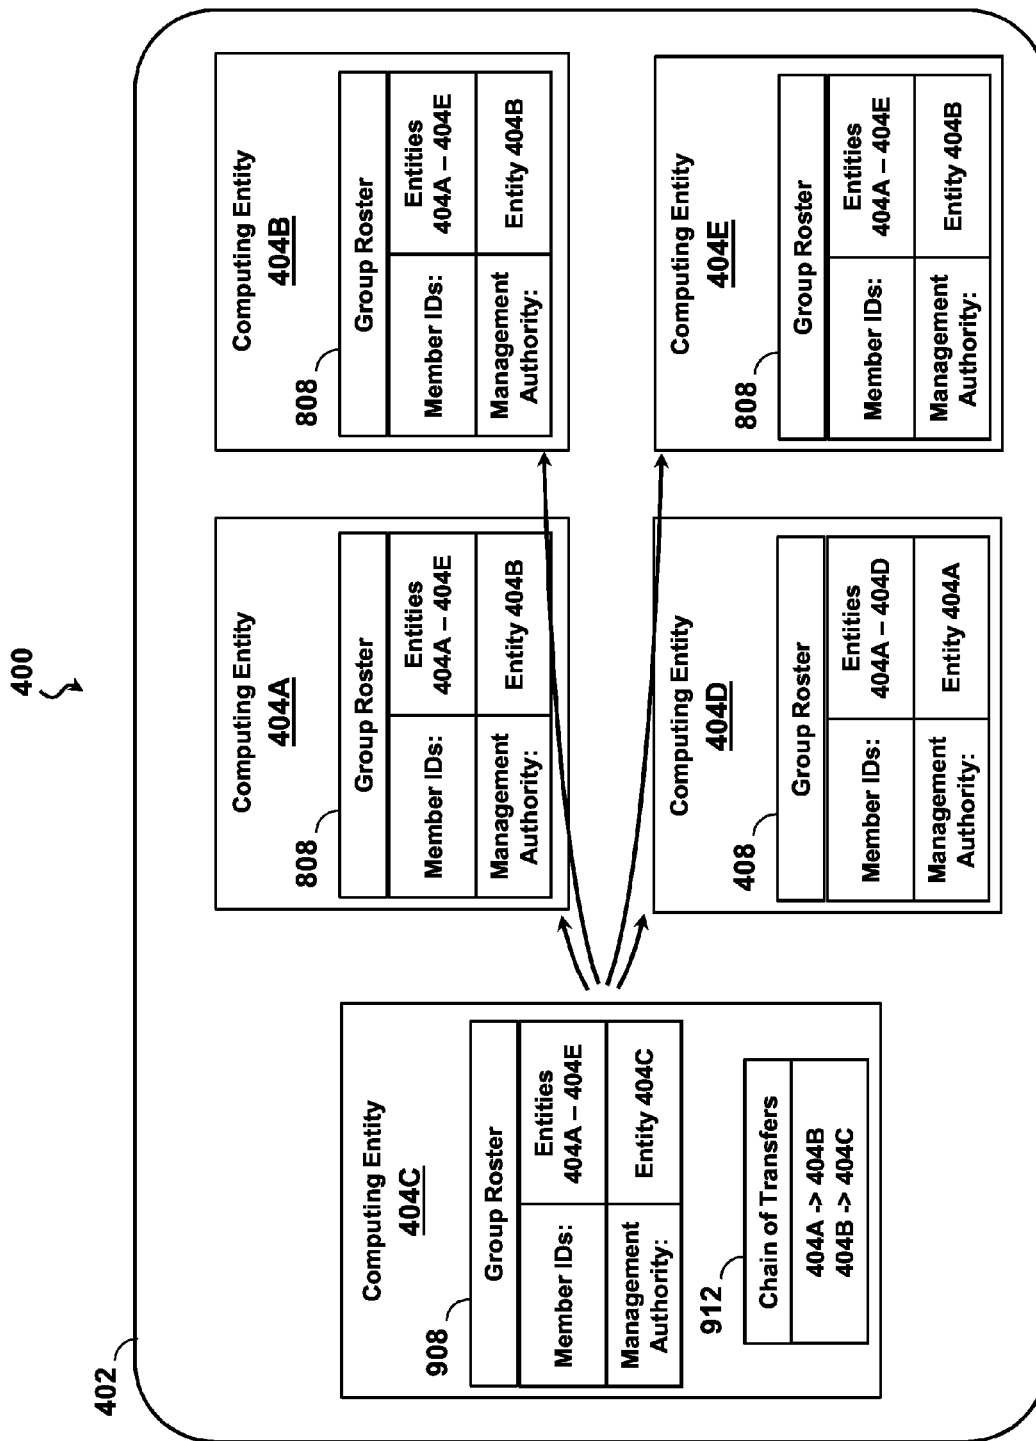 400
402
Computing Entity
404C
908
Group Roster
Member IDs:
Entities
404A – 404E
Management
Authority:
Entity 404C
912
Chain of Transfers
404A -> 404B
404B -> 404C
Computing Entity
404A
808
Group Roster
Member IDs:
Entities
404A – 404E
Management
Authority:
Entity 404B
Computing Entity
404B
808
Group Roster
Member IDs:
Entities
404A – 404E
Management
Authority:
Entity 404B
Computing Entity
404D
408
Group Roster
Member IDs:
Entities
404A – 404D
Management
Authority:
Entity 404A
Computing Entity
404E
808
Group Roster
Member IDs:
Entities
404A – 404E
Management
Authority:
Entity 404B